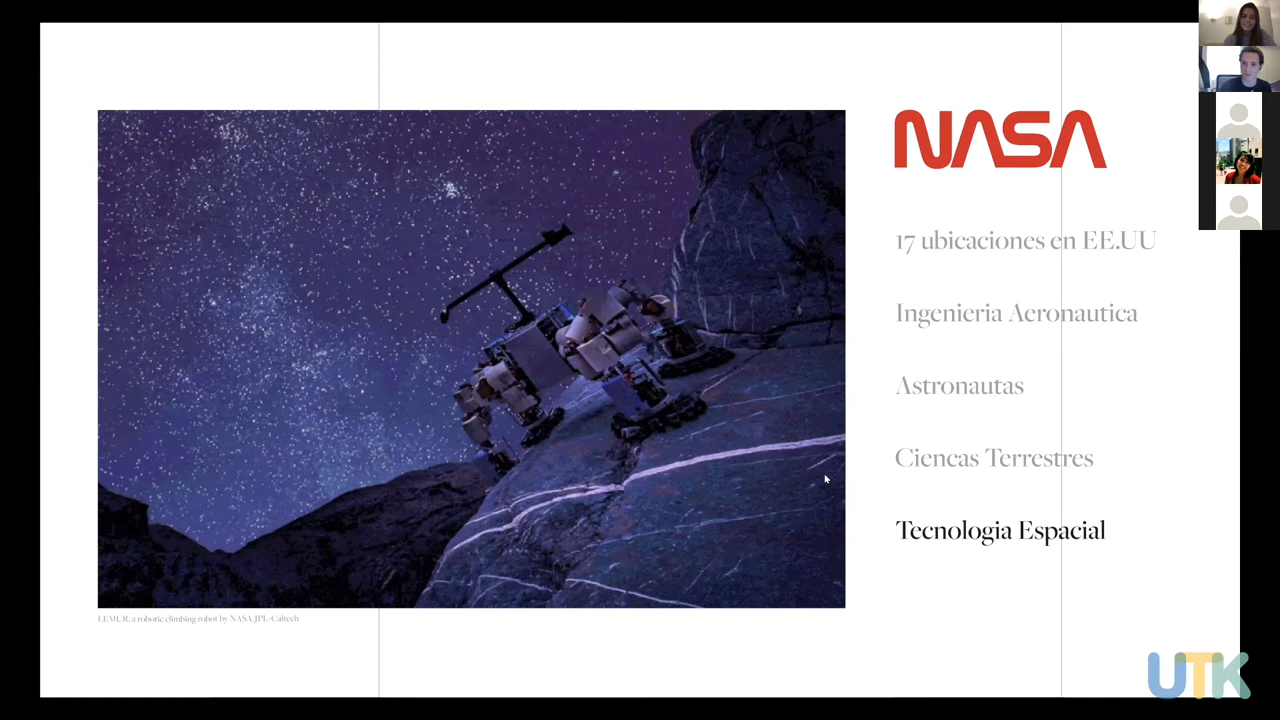 NASA
17 ubicaciones en EE.UU
Ingenieria Aeronautica
Astronautas
Ciencas Terrestres
Tecnologia Espacial
LEMUR, a robotic climbing robot by NASA JPL-Caltech
UTK